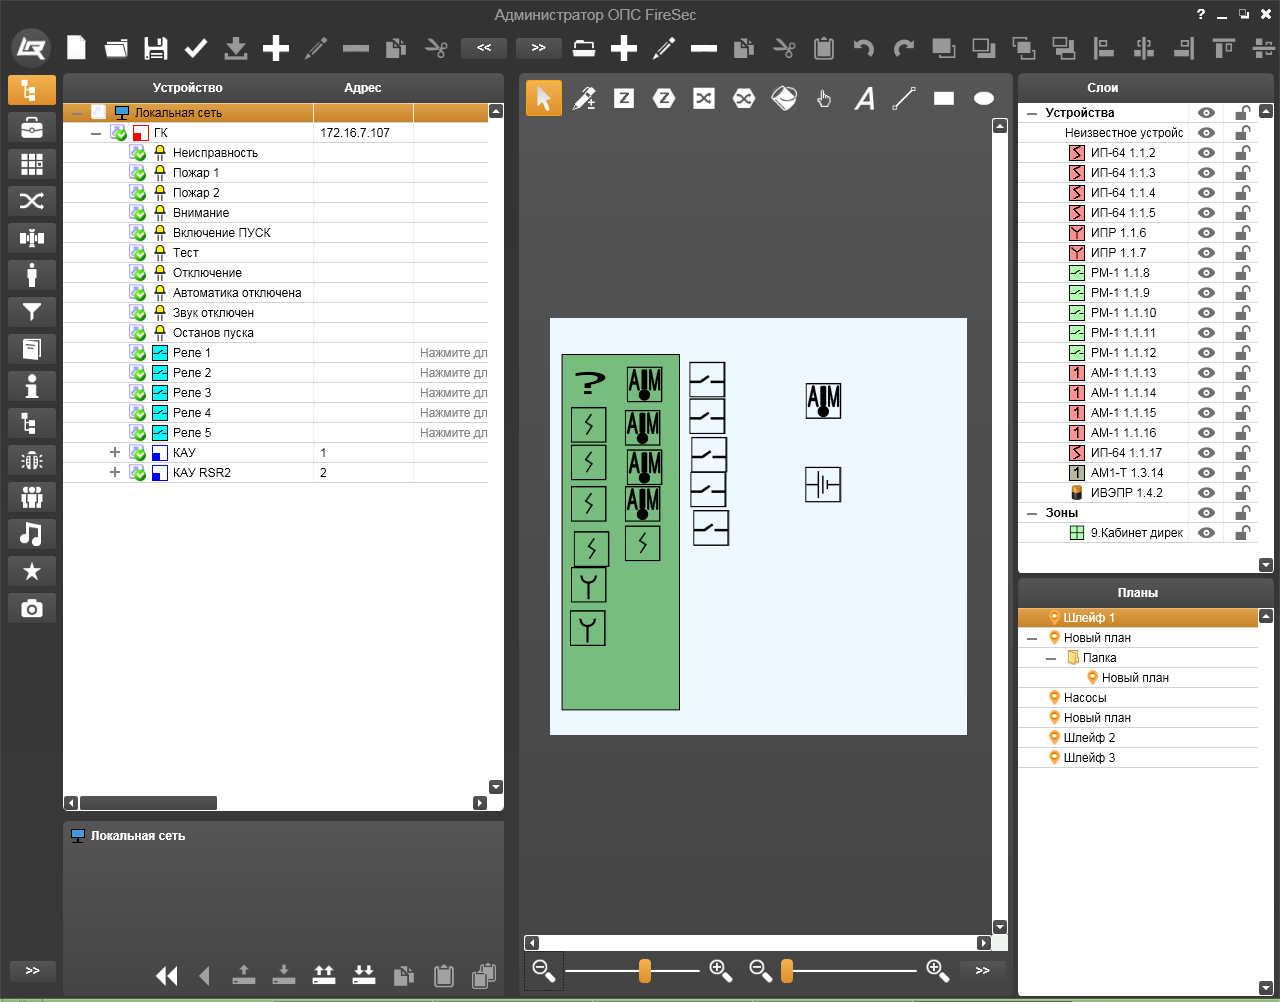 Администратор ОПС FireSec
?
<<
>>
Устройство
Адрес
Локальная сеть
ГК
172.16.7.107
Неисправность
Пожар 1
Пожар 2
Внимание
Включение ПУСК
Тест
Отключение
Автоматика отключена
Звук отключен
Останов пуска
Реле 1
Нажмите дл
Реле 2
Нажмите дл
Реле 3
Нажмите дл
Реле 4
Нажмите дл
Реле 5
Нажмите дл
КАУ
1
КАУ RSR2
2
Локальная сеть
>>
Z
Z
A
?
AM
AM
AM
AM
AM
>>
Слои
Устройства
Неизвестное устройс
ИП-64 1.1.2
ИП-64 1.1.3
ИП-64 1.1.4
ИП-64 1.1.5
ИПР 1.1.6
ИПР 1.1.7
РМ-1 1.1.8
РМ-1 1.1.9
РМ-1 1.1.10
РМ-1 1.1.11
РМ-1 1.1.12
1 АМ-1 1.1.13
1 АМ-1 1.1.14
1 АМ-1 1.1.15
1 АМ-1 1.1.16
ИП-64 1.1.17
1 АМ1-Т 1.3.14
ИВЭПР 1.4.2
Зоны
9.Кабинет дирек
Планы
Шлейф 1
Новый план
Папка
Новый план
Насосы
Новый план
Шлейф 2
Шлейф 3